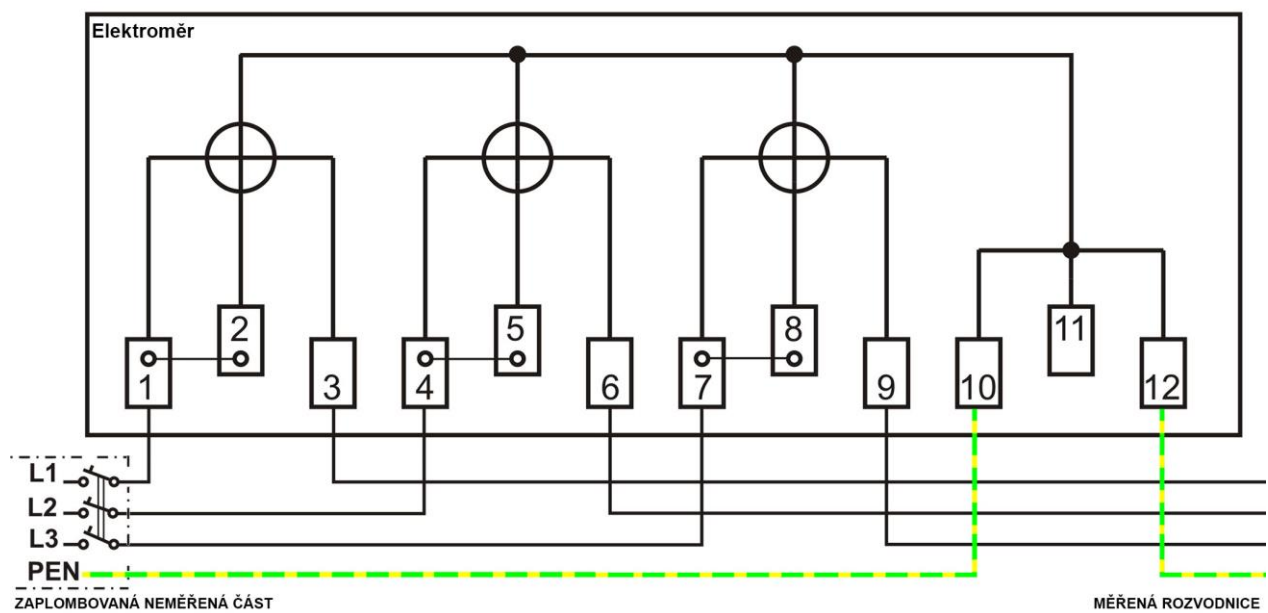 Elektroměr
2 5 8 11
1 3 4 6 7 9 10 12
L1
L2
L3
PEN
ZAPLOMBOVANÁ NEMĚŘENÁ ČÁST MĚŘENÁ ROZVODNICE